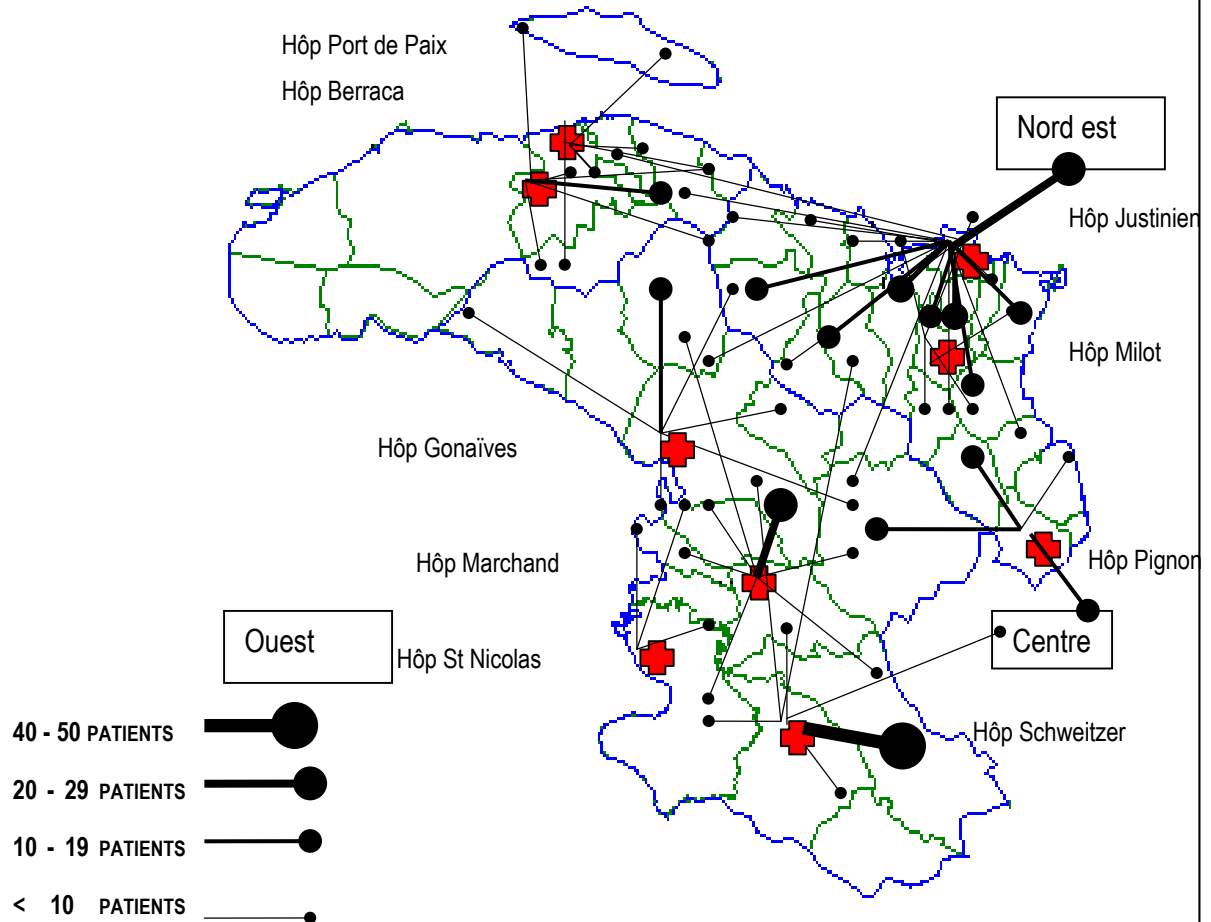 Hôp Port de Paix
Hôp Berraca
Nord est
Hôp Justinien
Hôp Milot
Hôp Gonaïves
Hôp Marchand
Hôp Pignon
Ouest
Centre
Hôp St Nicolas
Hôp Schweitzer
40 - 50 PATIENTS
20 - 29 PATIENTS
10 - 19 PATIENTS
< 10 PATIENTS